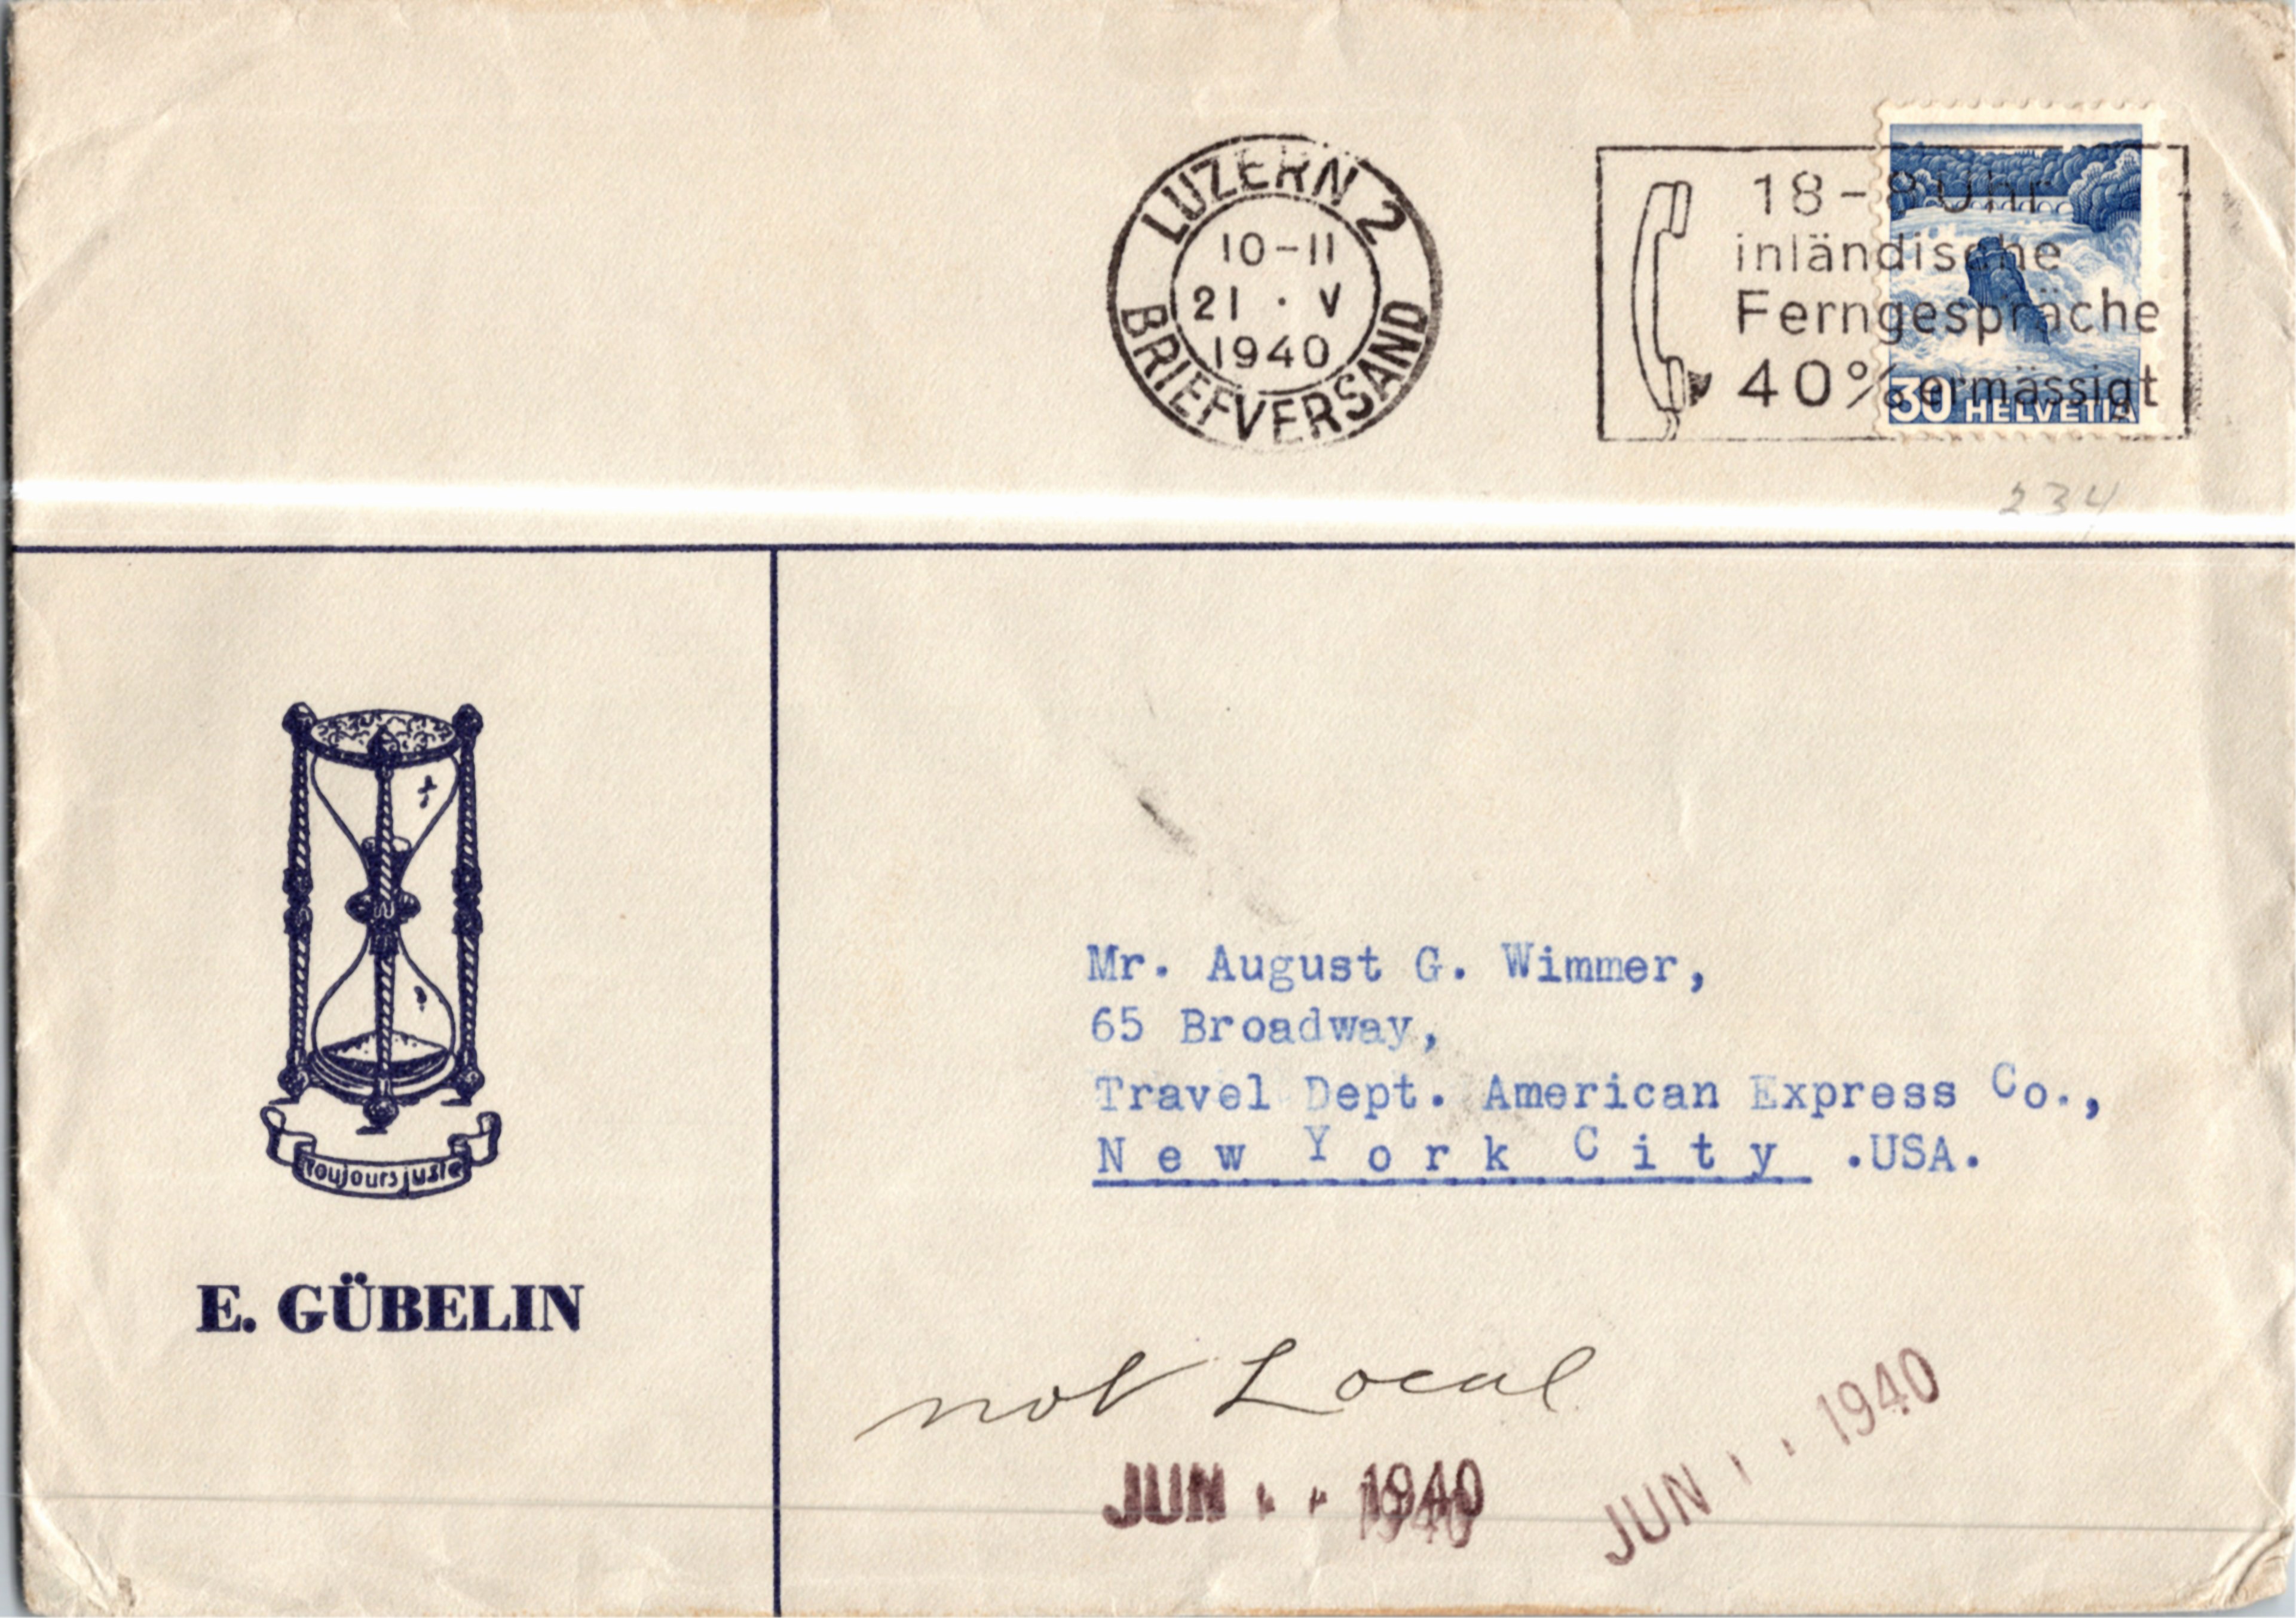 LUZERN 2
10-11
21 · V
1940
BRIEFVERSAND
18-8 Uhr
inländische
Ferngespräche
40% ermässigt
30 HELVETIA
234
Toujours juste
E. GÜBELIN
Mr. August G. Wimmer,
65 Broadway,
Travel Dept. American Express Co.,
New York City .USA.
not Local
JUN 1940
JUN 1940